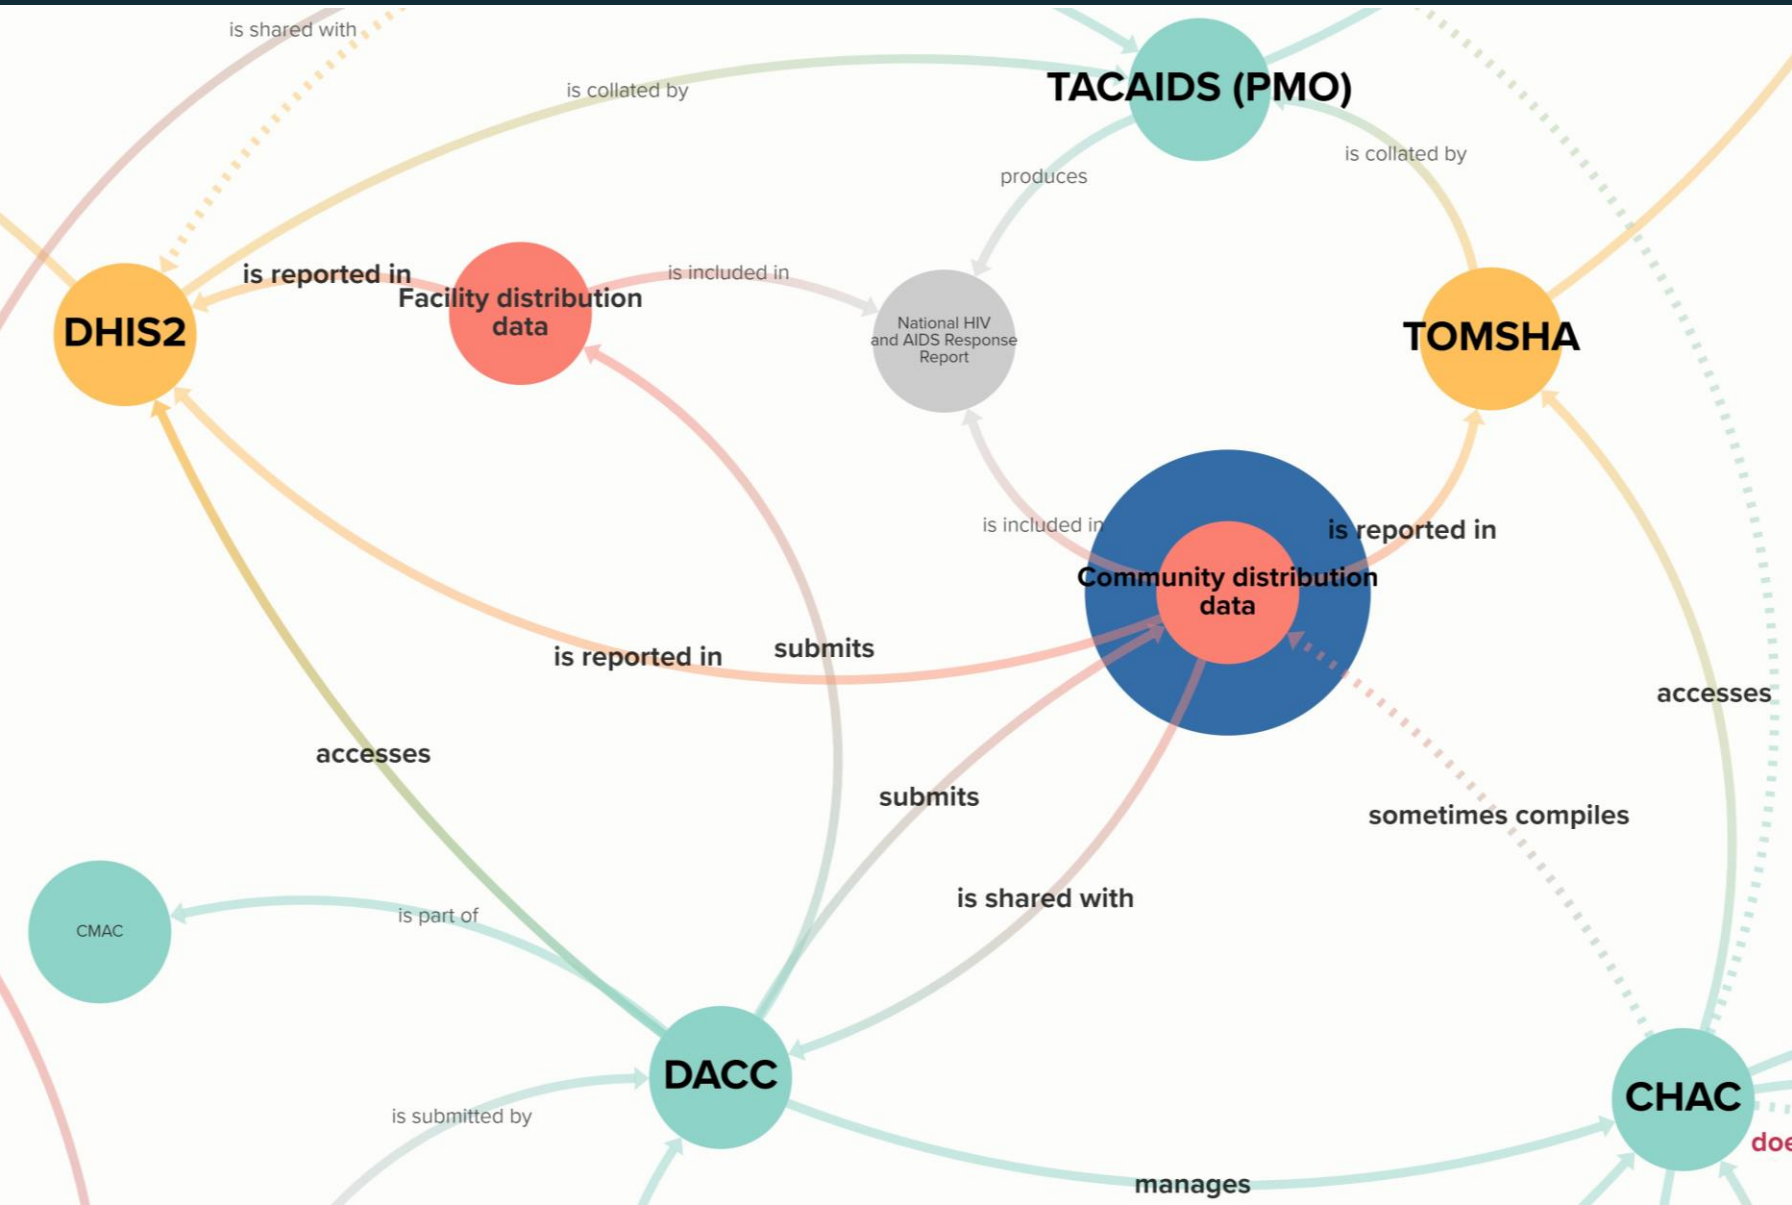 is shared with
is collated by
TACAIDS (PMO)
is collated by
produces
is reported in
is included in
Facility distribution
data
DHIS2
National HIV
and AIDS Response
Report
TOMSHA
is included in
is reported in
Community distribution
data
is reported in
submits
accesses
accesses
submits
sometimes compiles
is shared with
is part of
CMAC
DACC
CHAC
is submitted by
doe
manages